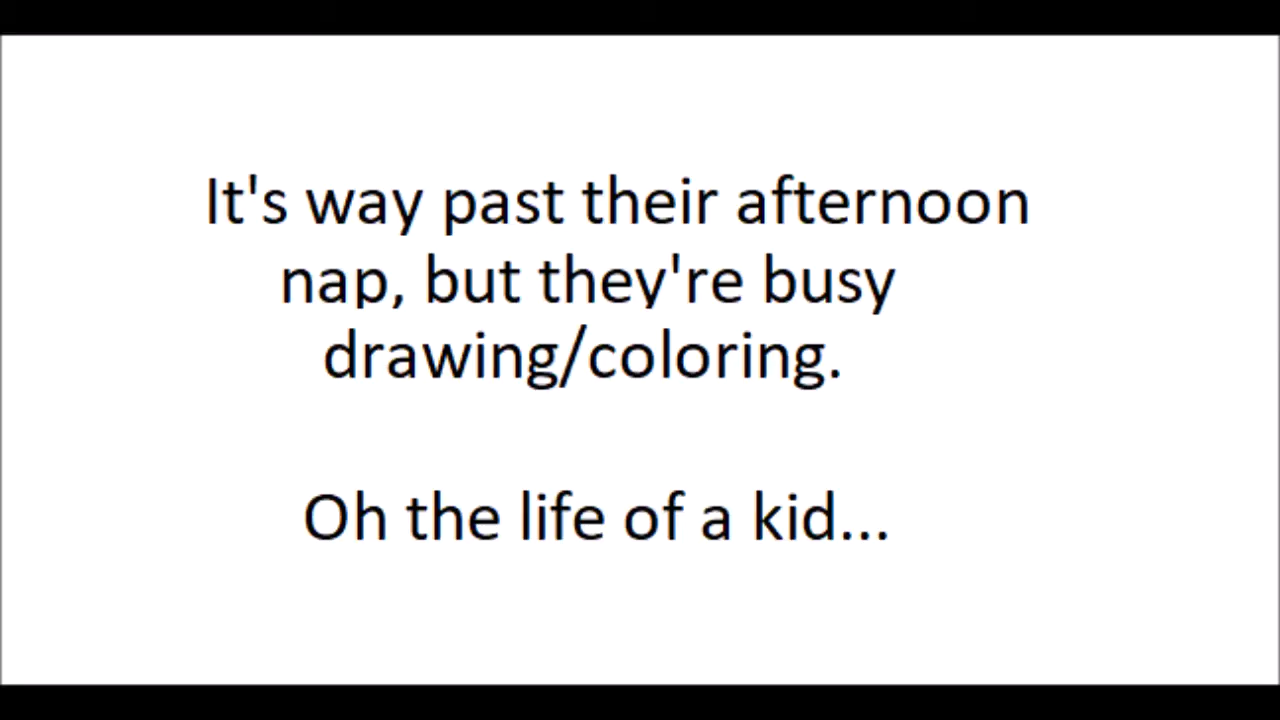 It's way past their afternoon
nap, but they're busy
drawing/coloring.
Oh the life of a kid...